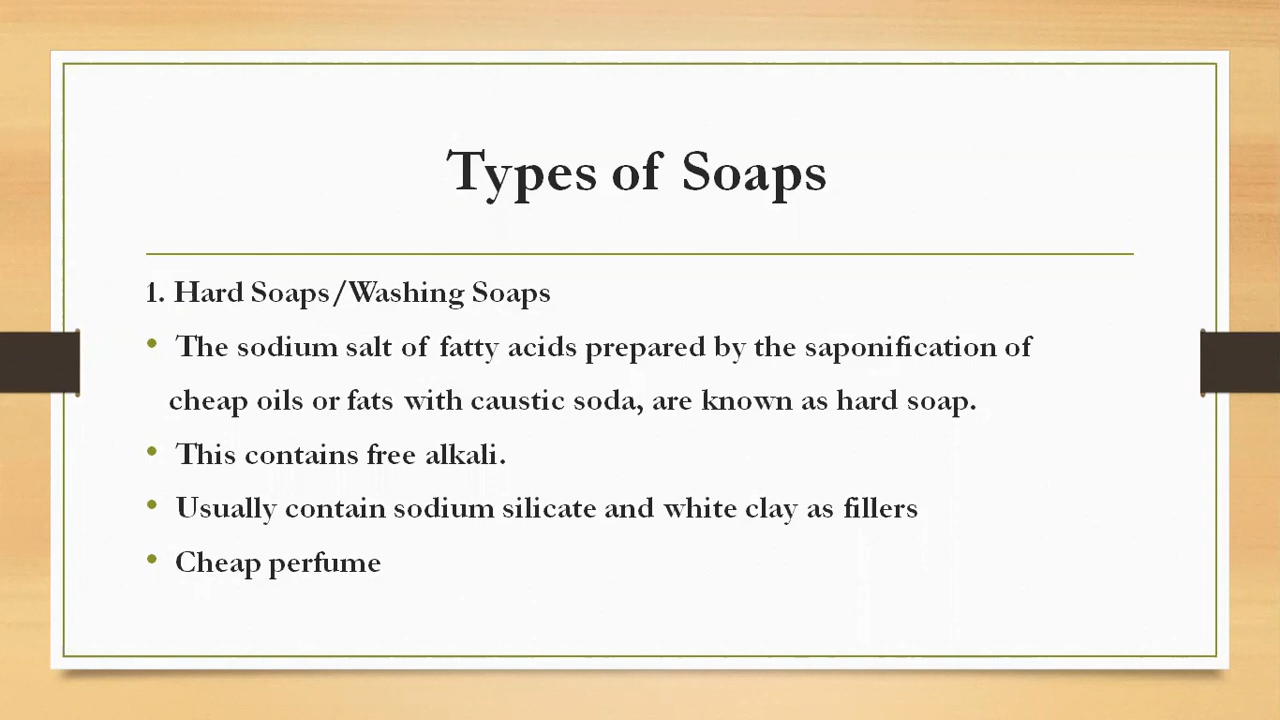 Types of Soaps
1. Hard Soaps/Washing Soaps
• The sodium salt of fatty acids prepared by the saponification of
cheap oils or fats with caustic soda, are known as hard soap.
• This contains free alkali.
• Usually contain sodium silicate and white clay as fillers
• Cheap perfume